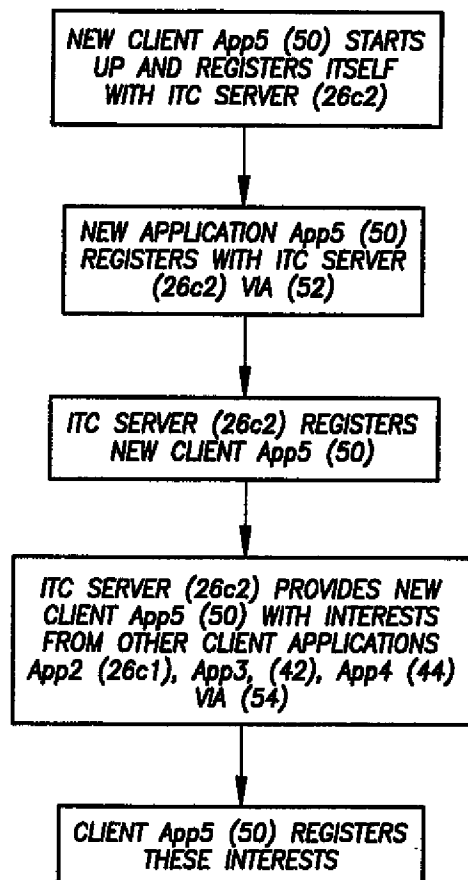 NEW CLIENT App5 (50) STARTS
UP AND REGISTERS ITSELF
WITH ITC SERVER (26c2)
NEW APPLICATION App5 (50)
REGISTERS WITH ITC SERVER
(26c2) VIA (52)
ITC SERVER (26c2) REGISTERS
NEW CLIENT App5 (50)
ITC SERVER (26c2) PROVIDES NEW
CLIENT App5 (50) WITH INTERESTS
FROM OTHER CLIENT APPLICATIONS
App2 (26c1), App3, (42), App4 (44)
VIA (54)
CLIENT App5 (50) REGISTERS
THESE INTERESTS